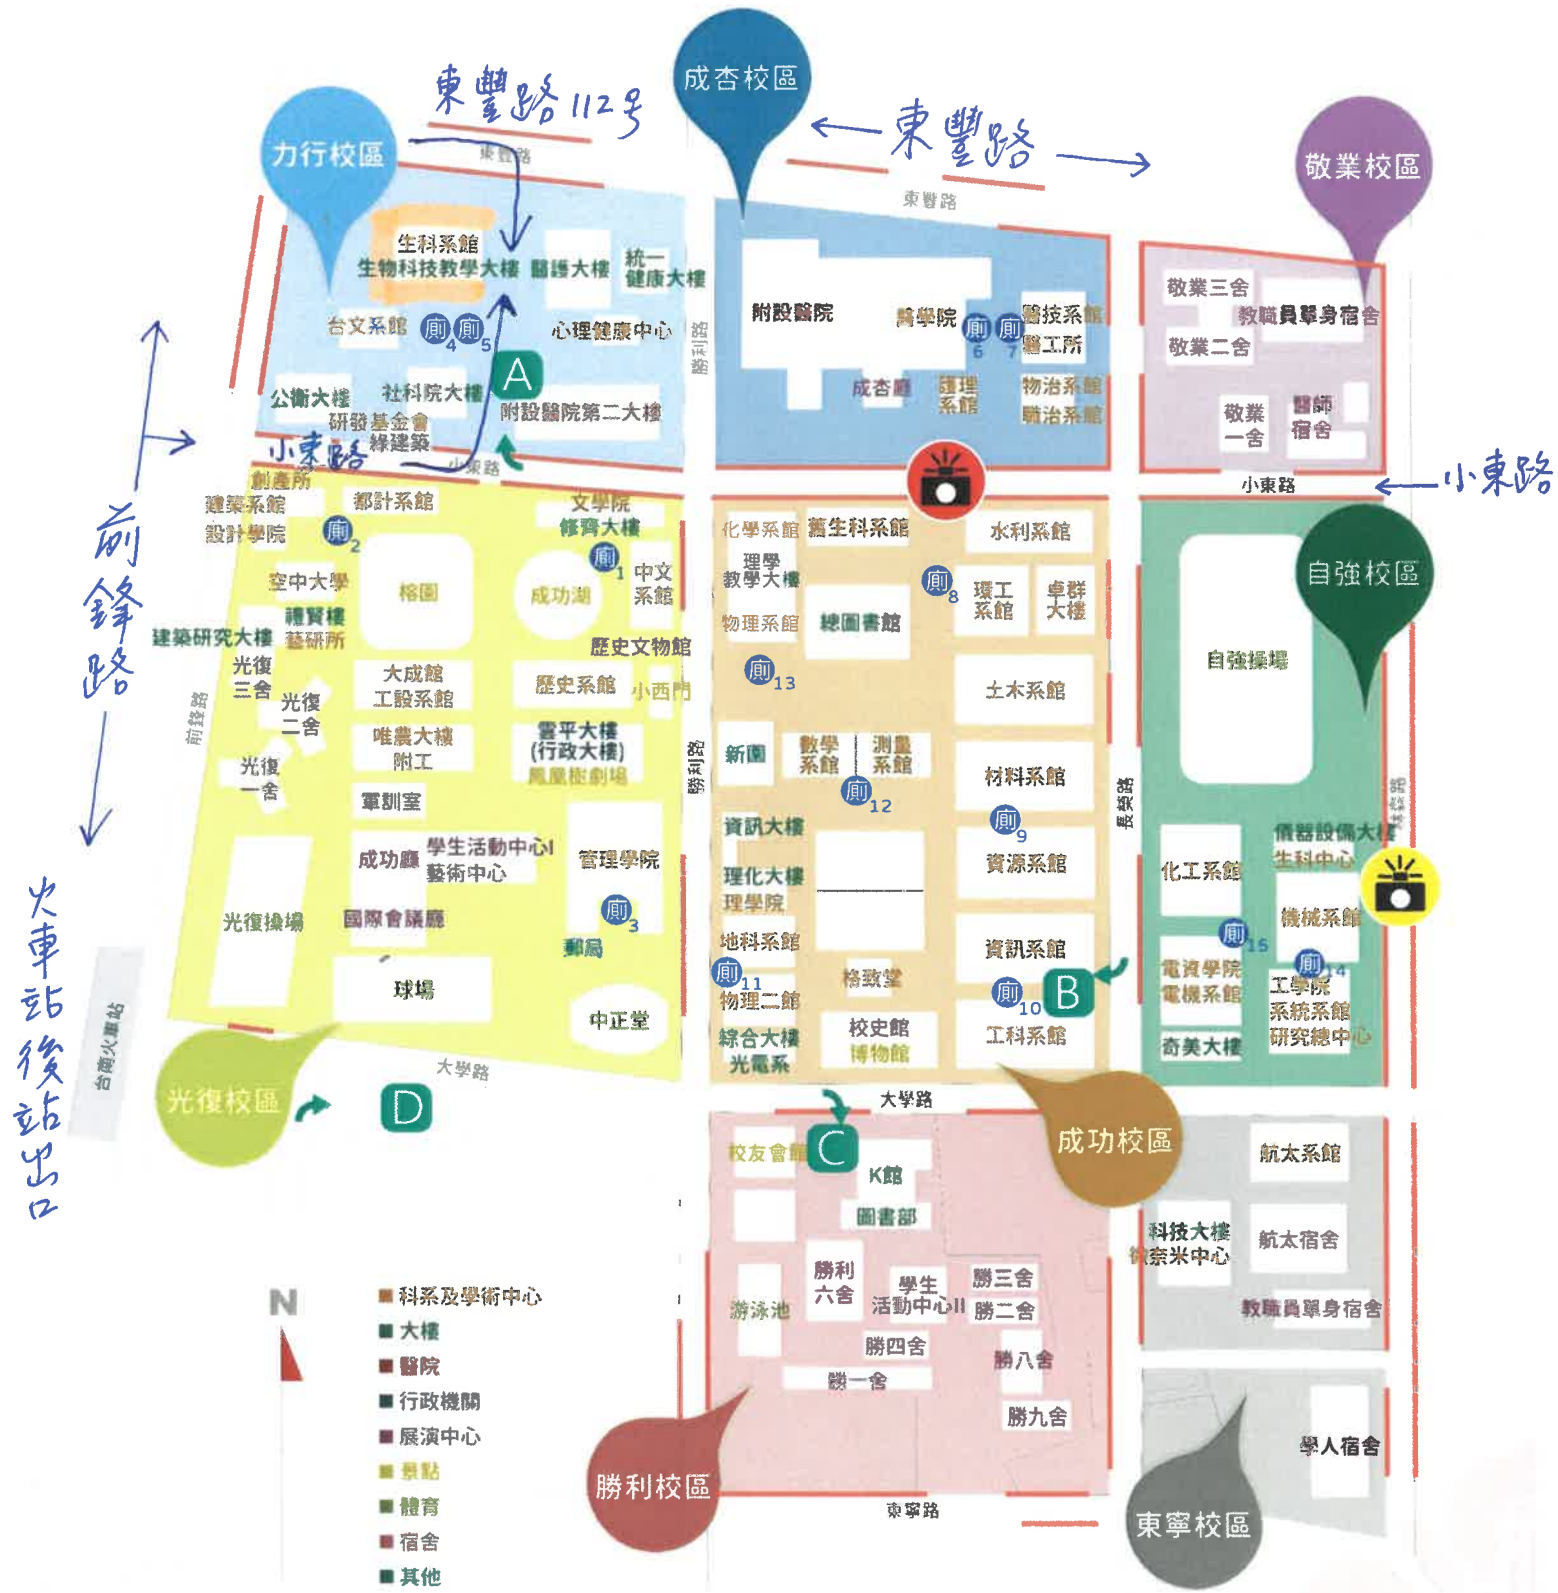 成杏校區
東豐路112号
力行校區
東豐路
← 東豐路 →
敬業校區
東豐路
生科系館
生物科技教學大樓
醫護大樓
統一
健康大樓
台文系館
廁4
廁5
心理健康中心
A
公衛大樓
社科院大樓
研發基金會
綠建築
附設醫院第二大樓
小東路
小東路
勝利路
附設醫院
醫學院
廁6
廁7
醫技系館
醫工所
成杏廳
護理
系館
物治系館
職治系館
敬業三舍
教職員單身宿舍
敬業二舍
敬業
一舍
醫師
宿舍
小東路
←小東路
前鋒路
創產所
建築系館
設計學院
都計系館
廁2
文學院
修齊大樓
廁1
中文
系館
空中大學
榕園
成功湖
禮賢樓
藝研所
建築研究大樓
歷史文物館
光復
三舍
光復
二舍
大成館
工設系館
歷史系館
小西門
前鋒路
唯農大樓
附工
雲平大樓
(行政大樓)
鳳凰樹劇場
光復
一舍
軍訓室
成功廳
學生活動中心I
藝術中心
管理學院
光復操場
國際會議廳
廁3
郵局
球場
中正堂
勝利路
大學路
光復校區
D
台南火車站
火車站後站出口
化學系館
舊生科系館
水利系館
理學
教學大樓
廁8
環工
系館
卓群
大樓
物理系館
總圖書館
廁13
土木系館
新園
數學
系館
測量
系館
廁12
材料系館
廁9
資訊大樓
資源系館
理化大樓
理學院
地科系館
廁11
物理二館
資訊系館
格致堂
廁10
B
綜合大樓
光電系
校史館
博物館
工科系館
長榮路
大學路
成功校區
自強校區
自強操場
林森路
儀器設備大樓
生科中心
化工系館
機械系館
廁15
廁14
電資學院
電機系館
工學院
系統系館
研究總中心
奇美大樓
校友會館
C
K館
圖書部
勝利
六舍
學生
活動中心II
勝三舍
勝二舍
游泳池
勝四舍
勝八舍
勝一舍
勝九舍
勝利校區
東寧路
航太系館
科技大樓
微奈米中心
航太宿舍
教職員單身宿舍
學人宿舍
東寧校區
N
科系及學術中心
大樓
醫院
行政機關
展演中心
景點
體育
宿舍
其他